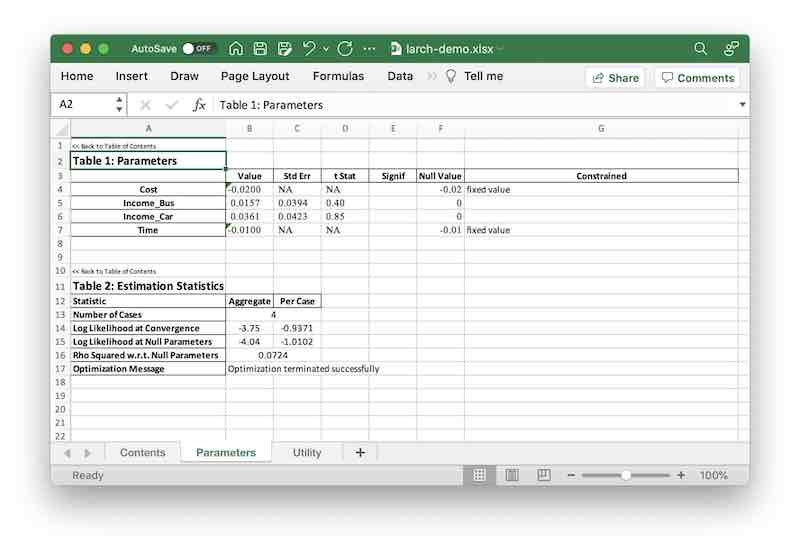 AutoSave OFF ... larch-demo.xlsx
Home Insert Draw Page Layout Formulas Data >> Tell me Share Comments
A2 fx Table 1: Parameters
A B C D E F G
1 << Back to Table of Contents
2 Table 1: Parameters
3 Value Std Err t Stat Signif Null Value Constrained
4 Cost -0.0200 NA NA -0.02 fixed value
5 Income_Bus 0.0157 0.0394 0.40 0
6 Income_Car 0.0361 0.0423 0.85 0
7 Time -0.0100 NA NA -0.01 fixed value
8
9
10 << Back to Table of Contents
11 Table 2: Estimation Statistics
12 Statistic Aggregate Per Case
13 Number of Cases 4
14 Log Likelihood at Convergence -3.75 -0.9371
15 Log Likelihood at Null Parameters -4.04 -1.0102
16 Rho Squared w.r.t. Null Parameters 0.0724
17 Optimization Message Optimization terminated successfully
18
19
20
21
22
Contents Parameters Utility +
Ready - + 100%